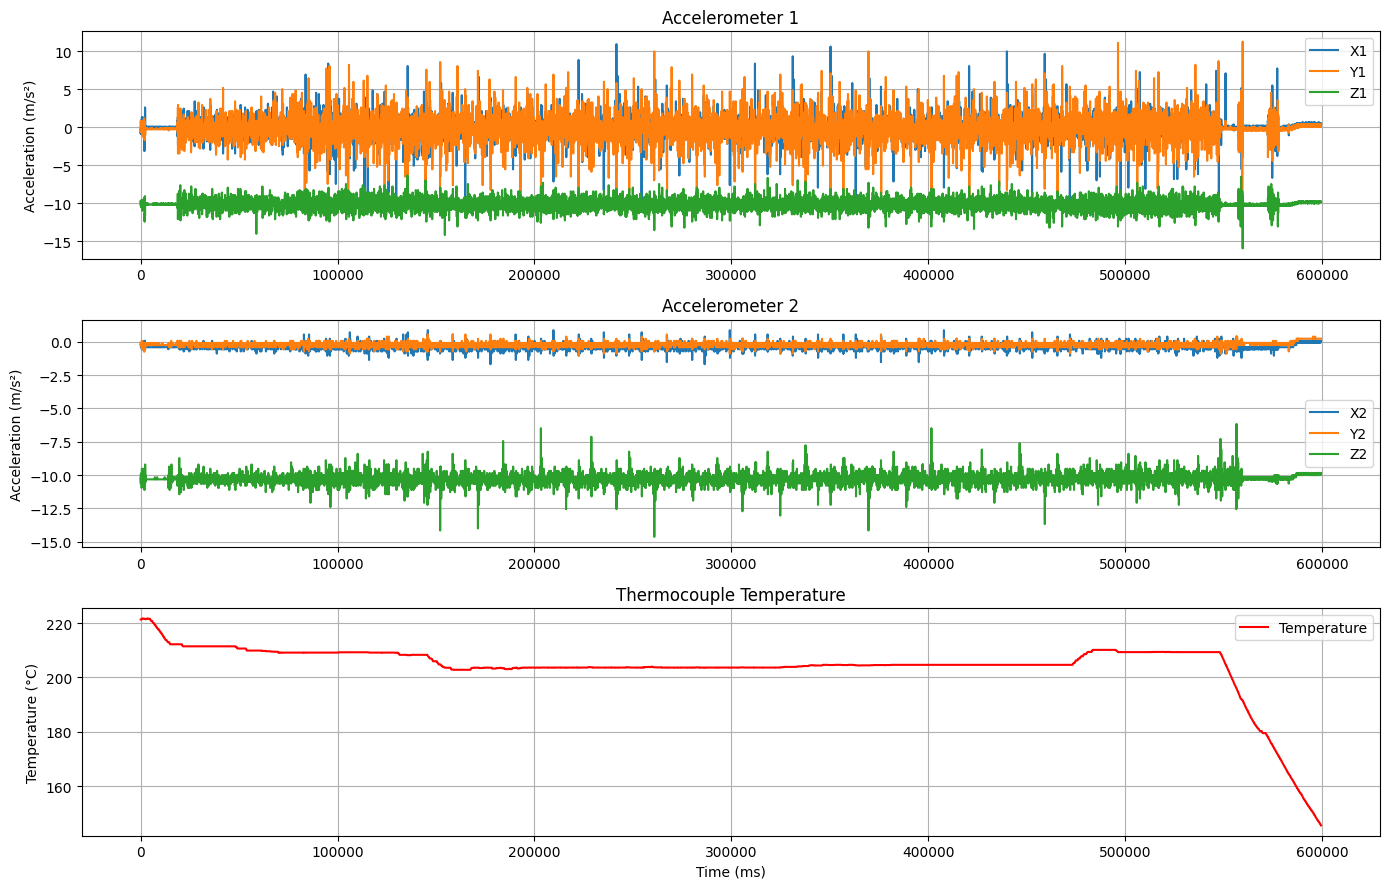 Accelerometer 1
Acceleration (m/s²)
10
5
0
−5
−10
−15
X1
Y1
Z1
0
100000
200000
300000
400000
500000
600000
Accelerometer 2
Acceleration (m/s²)
0.0
−2.5
−5.0
−7.5
−10.0
−12.5
−15.0
X2
Y2
Z2
0
100000
200000
300000
400000
500000
600000
Thermocouple Temperature
Temperature (°C)
220
200
180
160
Temperature
0
100000
200000
300000
400000
500000
600000
Time (ms)